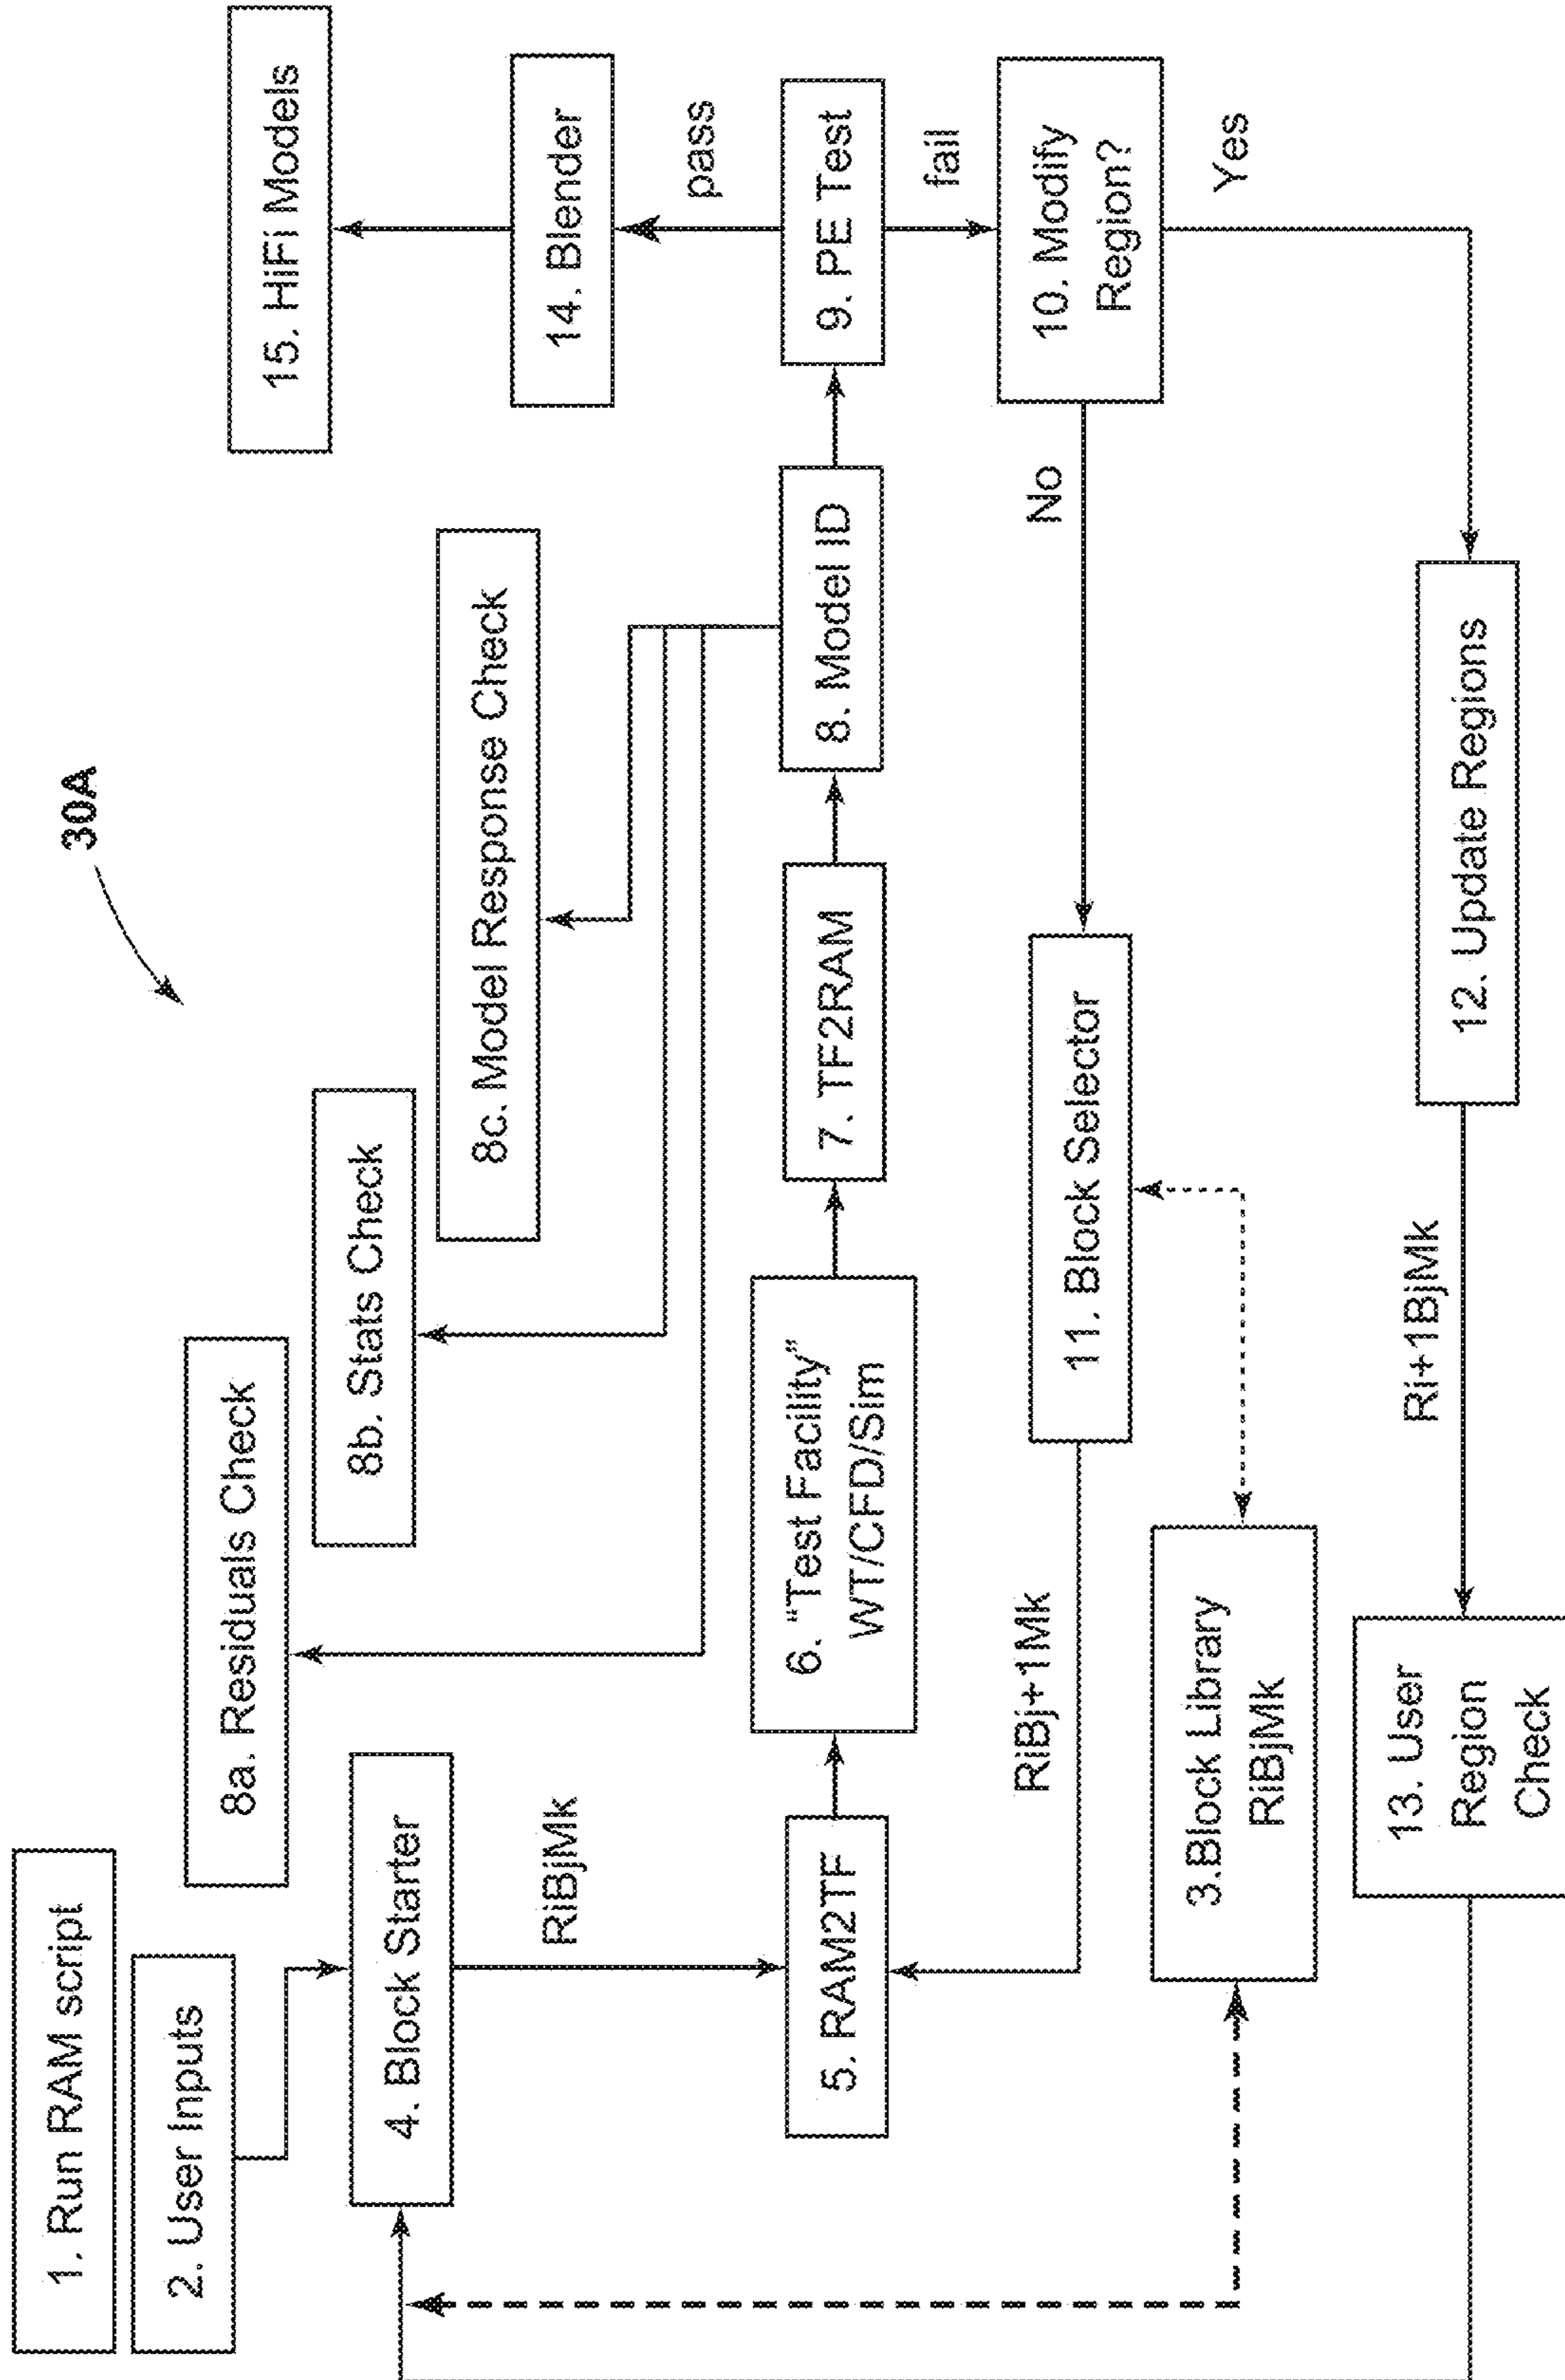 30A
1. Run RAM script
2. User Inputs
8a. Residuals Check
8b. Stats Check
8c. Model Response Check
15. HiFi Models
4. Block Starter
14. Blender
RiBjMk
pass
5. RAM2TF
6. "Test Facility"
WT/CFD/Sim
7. TF2RAM
8. Model ID
9. PE Test
fail
RiBj+1Mk
11. Block Selector
No
10. Modify
Region?
Yes
3.Block Library
RiBjMk
13. User
Region
Check
Ri+1BjMk
12. Update Regions